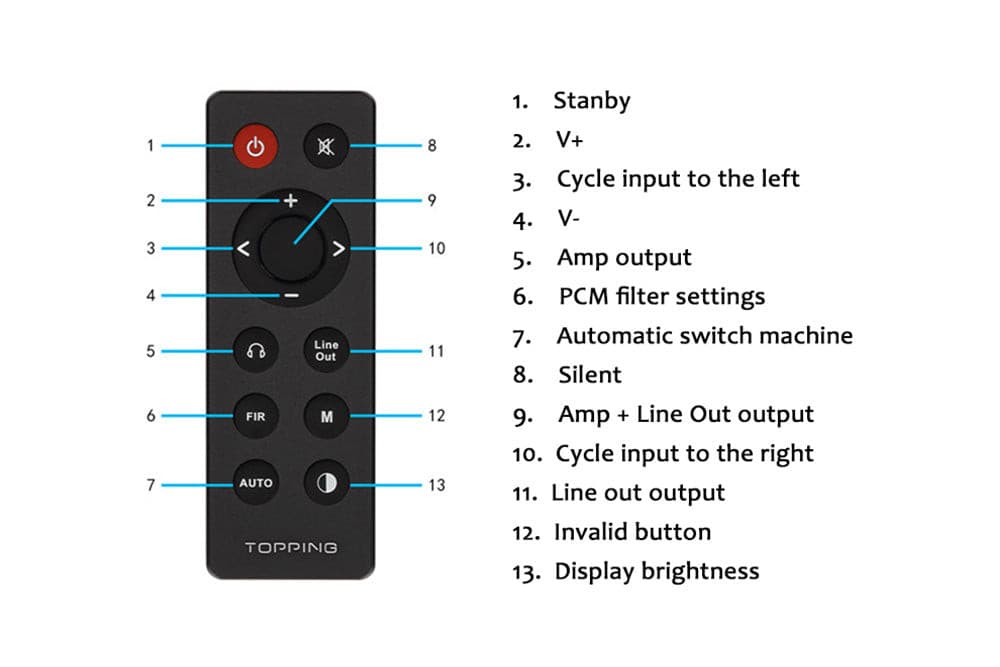 1
8
2
+
9
3
<
>
10
4
−
5
Line
Out
11
6
FIR
M
12
7
AUTO
13
TOPPING
1. Stanby
2. V+
3. Cycle input to the left
4. V-
5. Amp output
6. PCM filter settings
7. Automatic switch machine
8. Silent
9. Amp + Line Out output
10. Cycle input to the right
11. Line out output
12. Invalid button
13. Display brightness